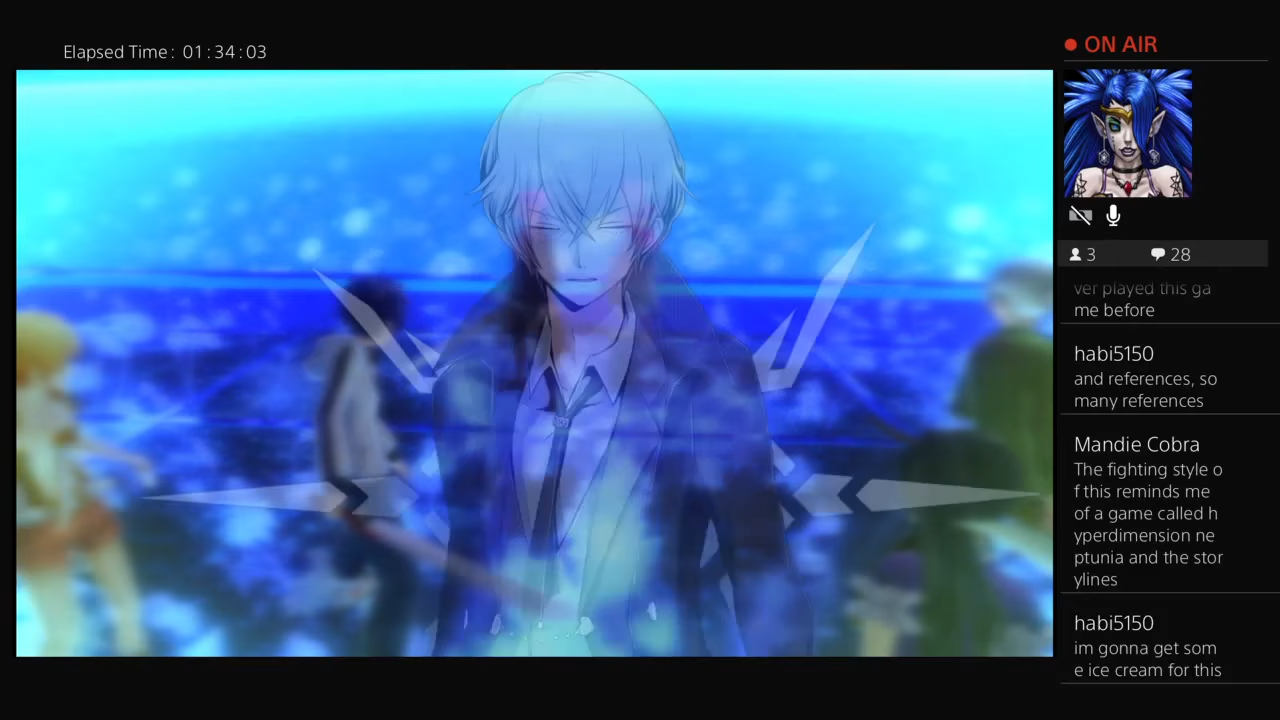 Elapsed Time: 01:34:03
ON AIR
3 28
ver played this ga
me before
habi5150
and references, so
many references
Mandie Cobra
The fighting style o
f this reminds me
of a game called h
yperdimension ne
ptunia and the stor
ylines
habi5150
im gonna get som
e ice cream for this